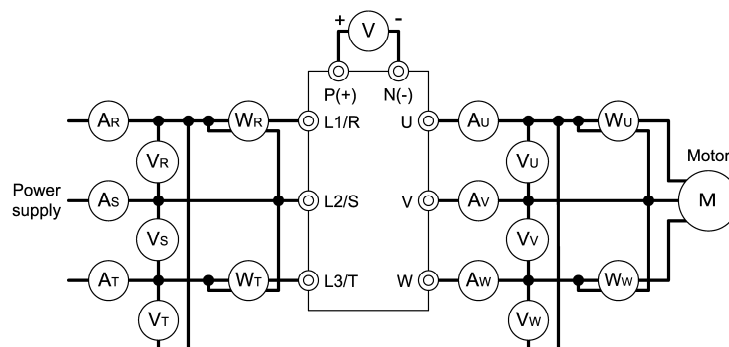 + V -
P(+) N(-)
AR WR L1/R U AU WU
VR VU Motor
Power supply AS L2/S V AV M
VS VV
AT WT L3/T W AW WW
VT VW